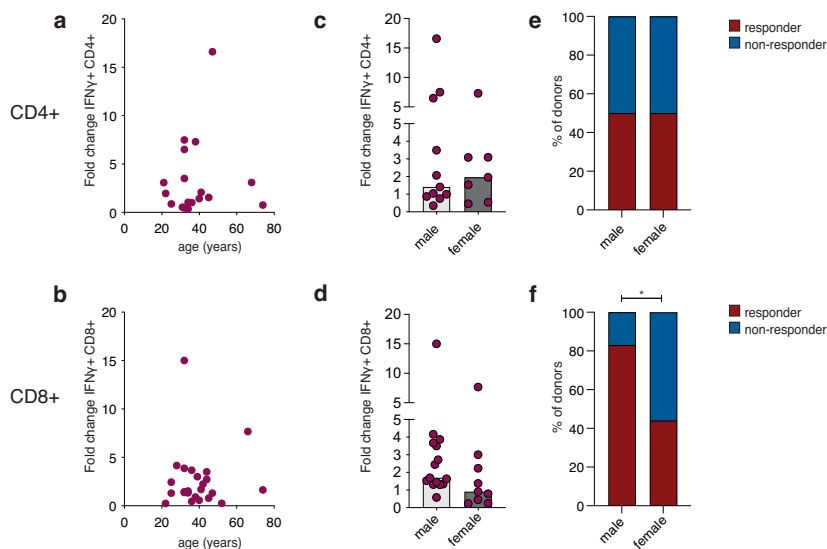 a
Fold change IFNγ+ CD4+
20
15
10
5
0
0 20 40 60 80
age (years)
c
Fold change IFNγ+ CD4+
20
15
10
5
5
4
3
2
1
0
male female
e
% of donors
100
80
60
40
20
0
male female
responder
non-responder
CD4+
b
Fold change IFNγ+ CD8+
20
15
10
5
0
0 20 40 60 80
age (years)
d
Fold change IFNγ+ CD8+
20
15
10
5
5
4
3
2
1
0
male female
f
*
% of donors
100
80
60
40
20
0
male female
responder
non-responder
CD8+